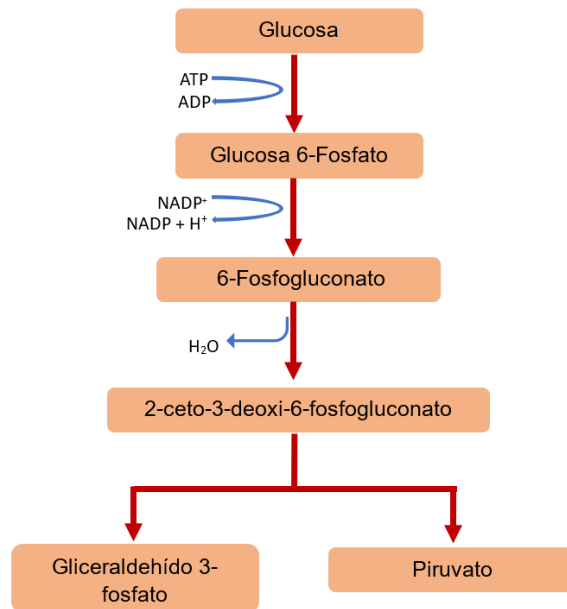 Glucosa
ATP
ADP
Glucosa 6-Fosfato
NADP⁺
NADP + H⁺
6-Fosfogluconato
H₂O
2-ceto-3-deoxi-6-fosfogluconato
Gliceraldehído 3-
fosfato
Piruvato